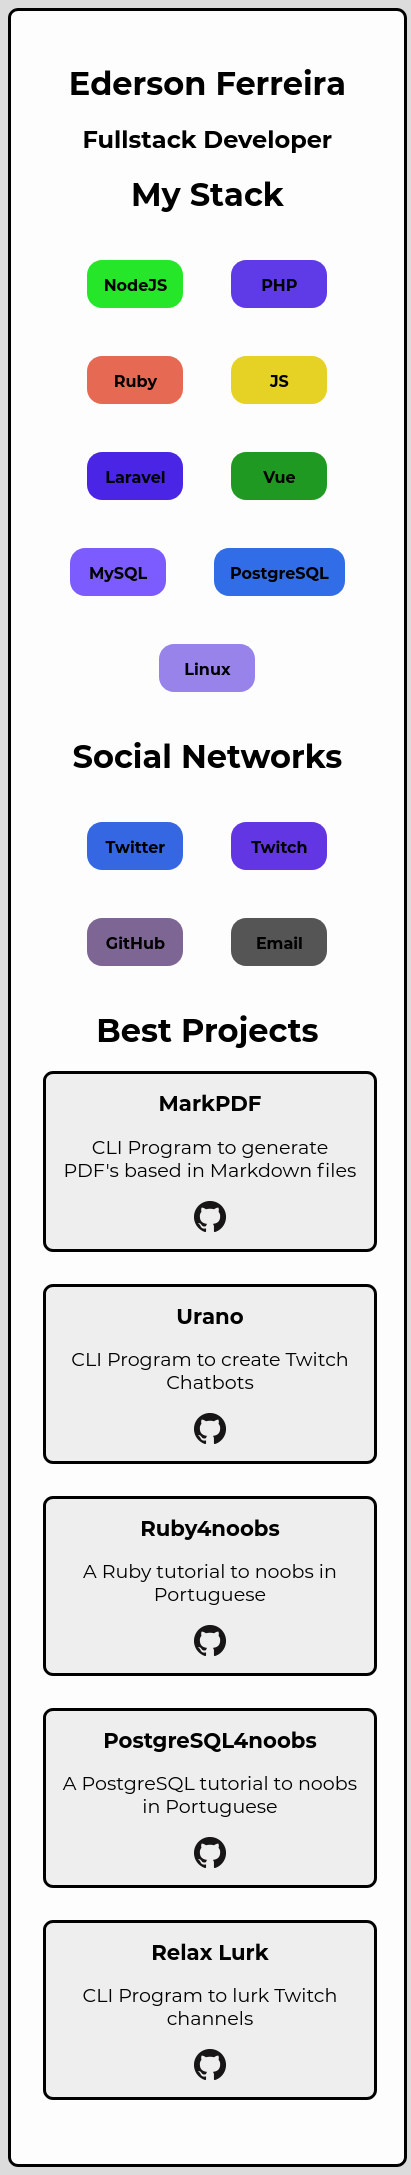 Ederson Ferreira
Fullstack Developer
My Stack
NodeJS
PHP
Ruby
JS
Laravel
Vue
MySQL
PostgreSQL
Linux
Social Networks
Twitter
Twitch
GitHub
Email
Best Projects
MarkPDF
CLI Program to generate
PDF's based in Markdown files
Urano
CLI Program to create Twitch
Chatbots
Ruby4noobs
A Ruby tutorial to noobs in
Portuguese
PostgreSQL4noobs
A PostgreSQL tutorial to noobs
in Portuguese
Relax Lurk
CLI Program to lurk Twitch
channels